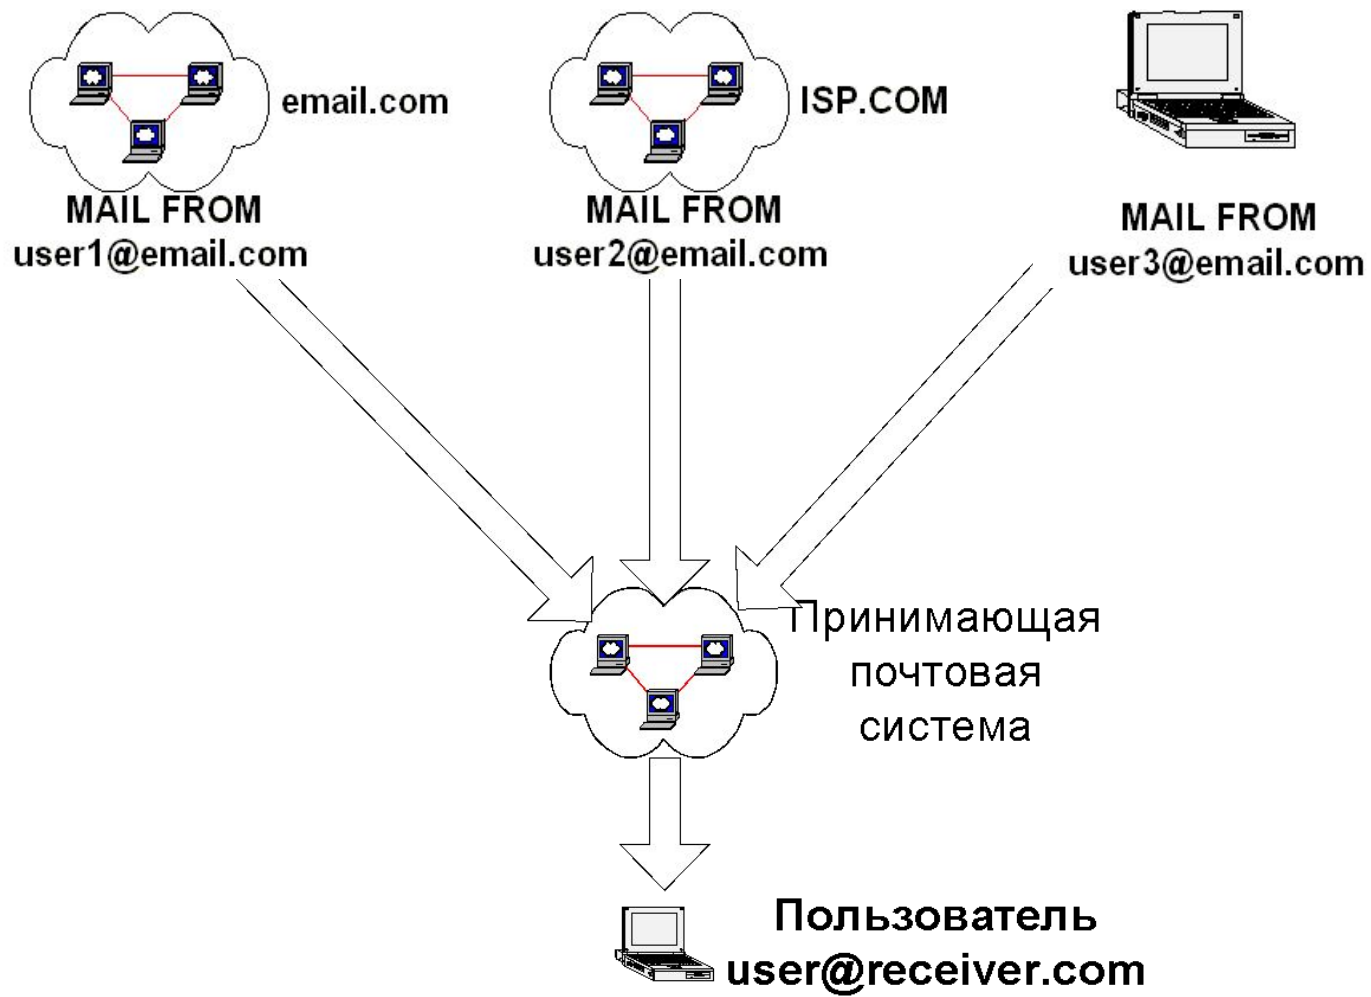 email.com
ISP.COM
MAIL FROM
user1@email.com
MAIL FROM
user2@email.com
MAIL FROM
user3@email.com
Принимающая
почтовая
система
Пользователь
user@receiver.com